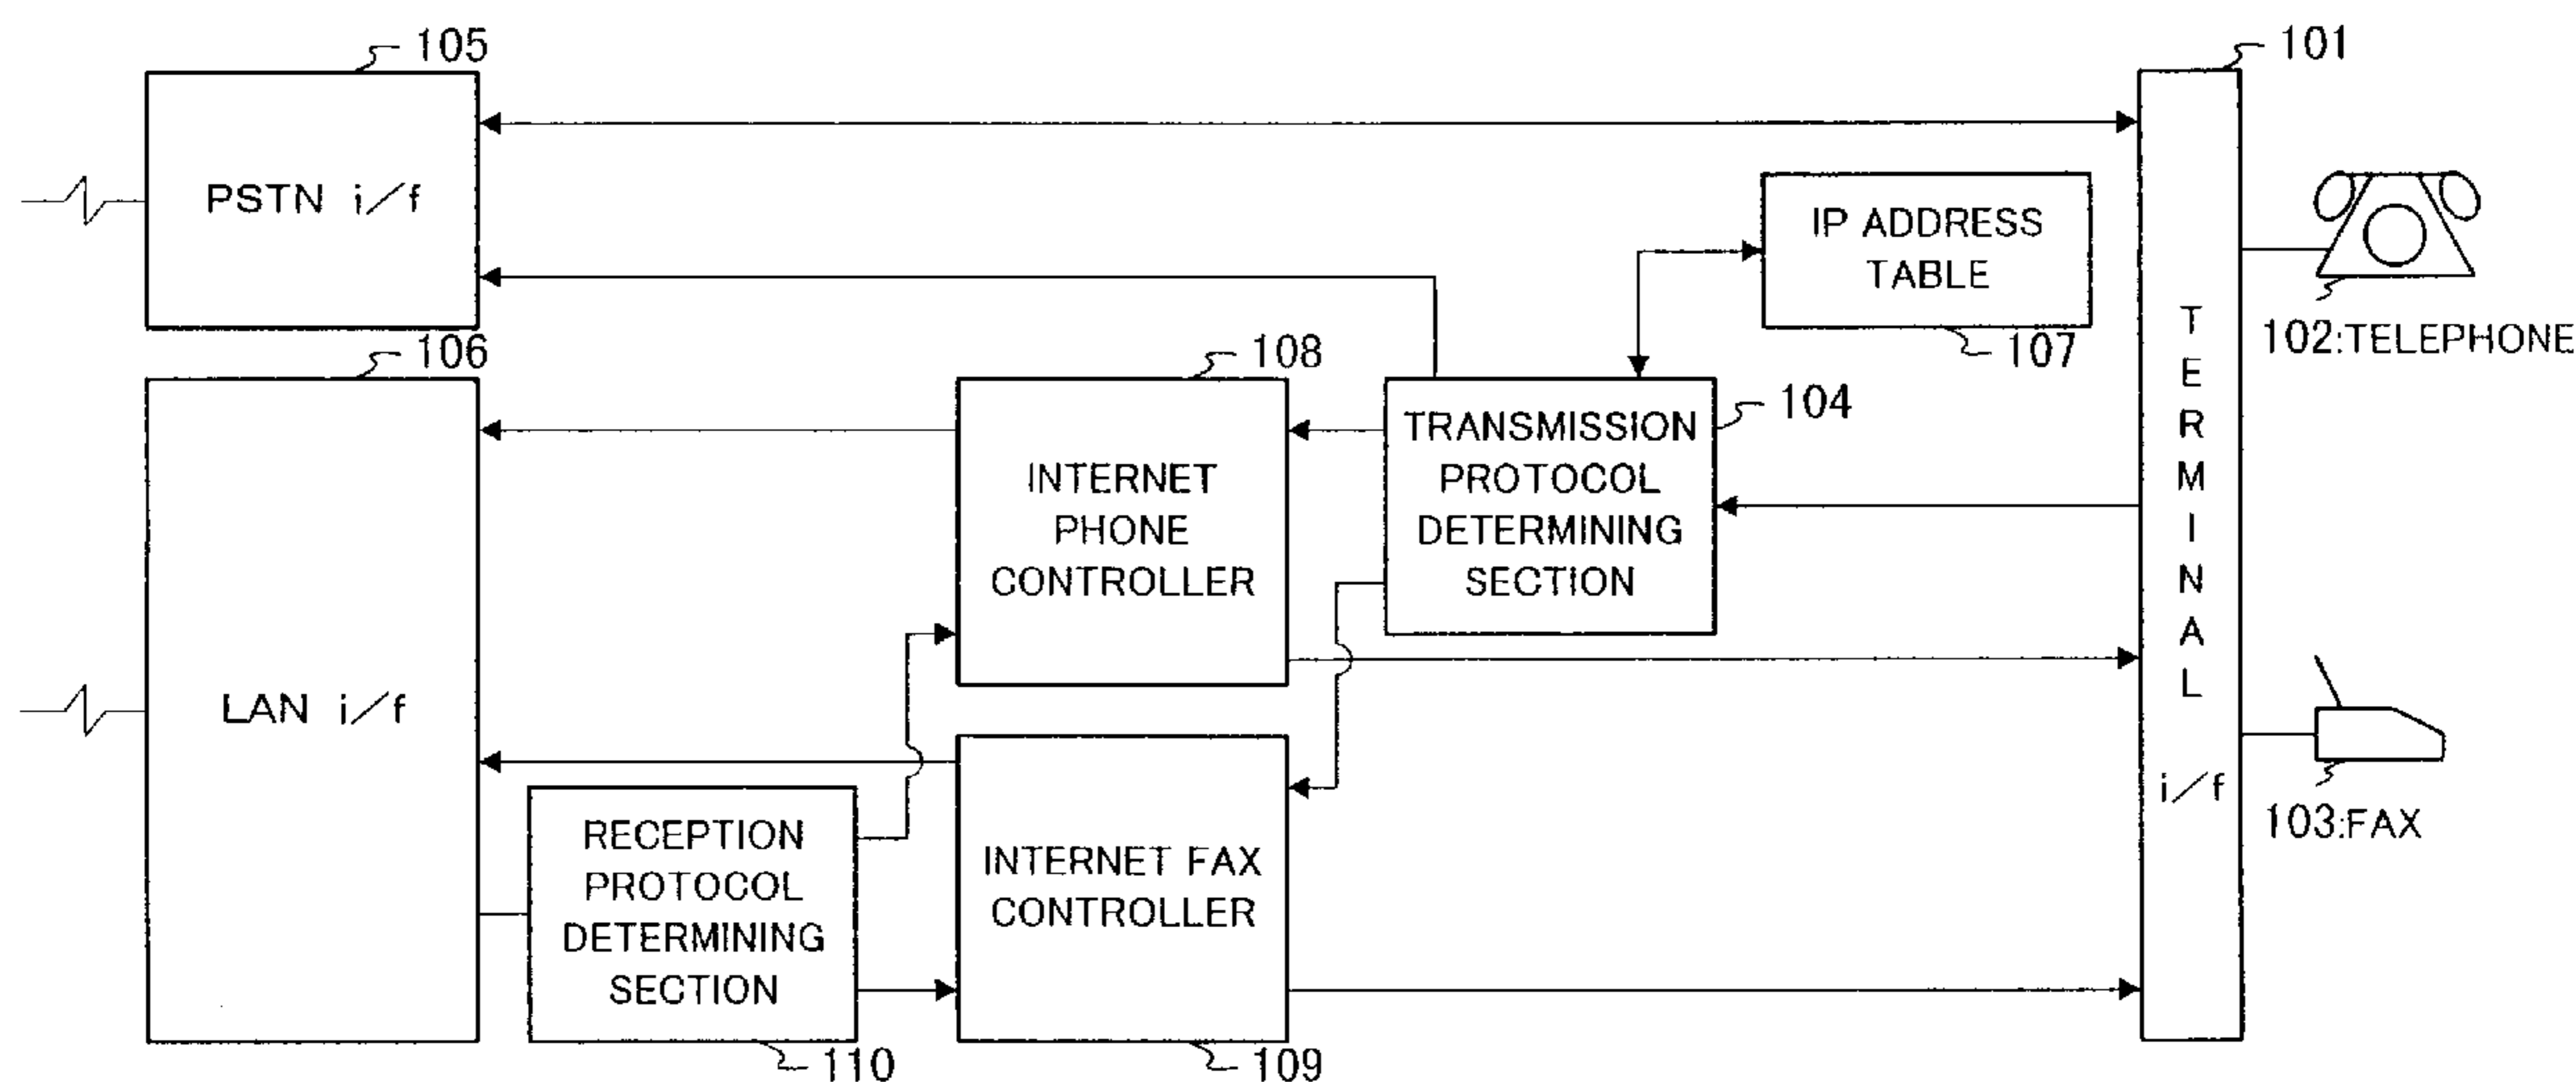 105
101
PSTN i/f
IP ADDRESS
TABLE
107
102:TELEPHONE
106
108
104
TRANSMISSION
PROTOCOL
DETERMINING
SECTION
INTERNET
PHONE
CONTROLLER
TERMINAL
i/f
LAN i/f
103:FAX
RECEPTION
PROTOCOL
DETERMINING
SECTION
INTERNET FAX
CONTROLLER
110
109